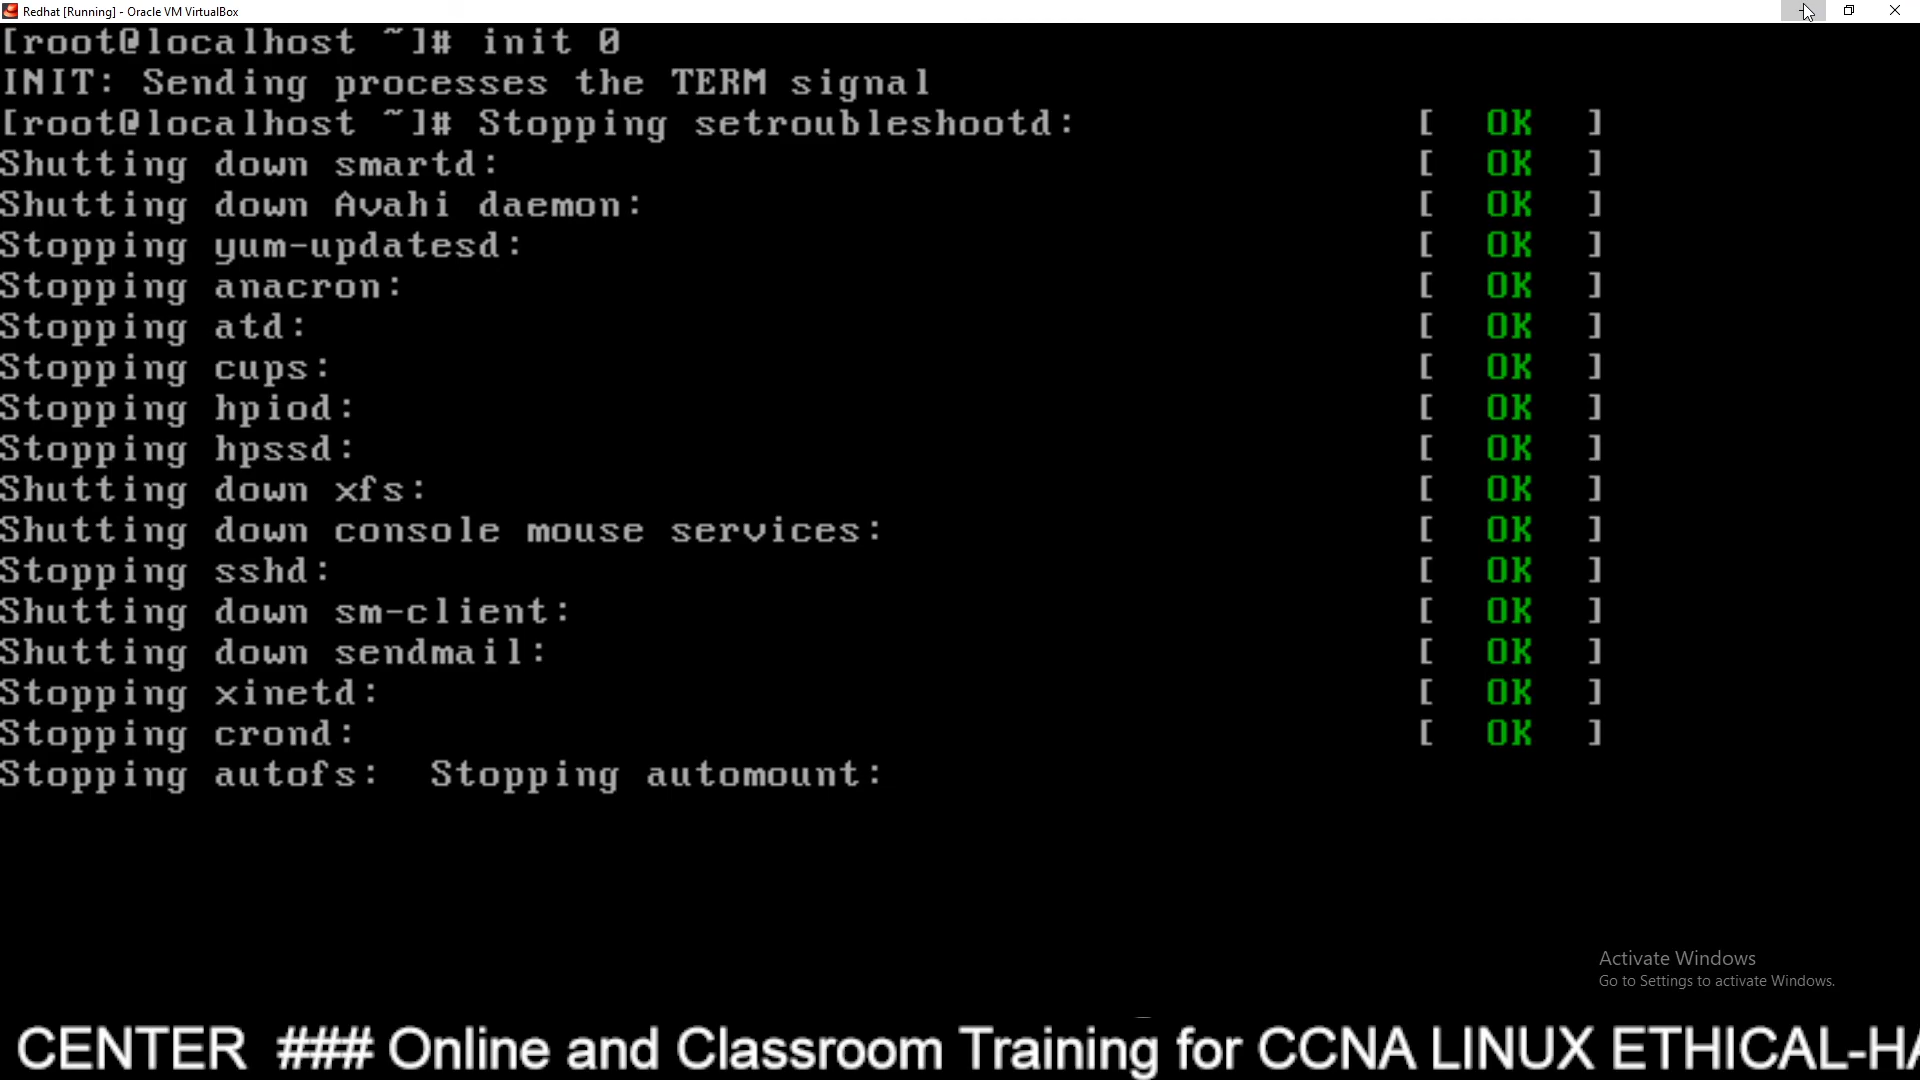 Redhat [Running] - Oracle VM VirtualBox
[root@localhost ~]# init 0
INIT: Sending processes the TERM signal
[root@localhost ~]# Stopping setroubleshootd: [ OK ]
Shutting down smartd: [ OK ]
Shutting down Avahi daemon: [ OK ]
Stopping yum-updatesd: [ OK ]
Stopping anacron: [ OK ]
Stopping atd: [ OK ]
Stopping cups: [ OK ]
Stopping hpiod: [ OK ]
Stopping hpssd: [ OK ]
Shutting down xfs: [ OK ]
Shutting down console mouse services: [ OK ]
Stopping sshd: [ OK ]
Shutting down sm-client: [ OK ]
Shutting down sendmail: [ OK ]
Stopping xinetd: [ OK ]
Stopping crond: [ OK ]
Stopping autofs: Stopping automount:
Activate Windows
Go to Settings to activate Windows.
CENTER ### Online and Classroom Training for CCNA LINUX ETHICAL-HA